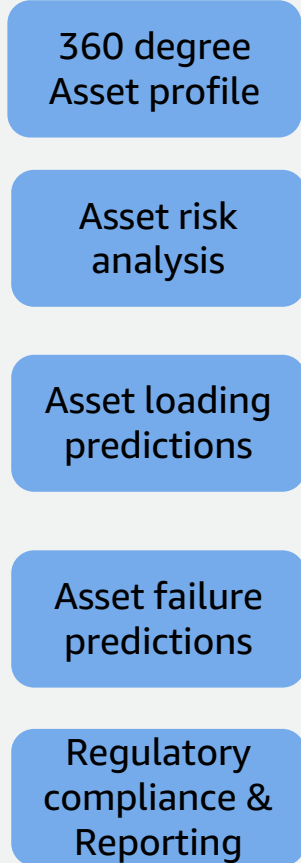 360 degree
Asset profile
Asset risk
analysis
Asset loading
predictions
Asset failure
predictions
Regulatory
compliance &
Reporting